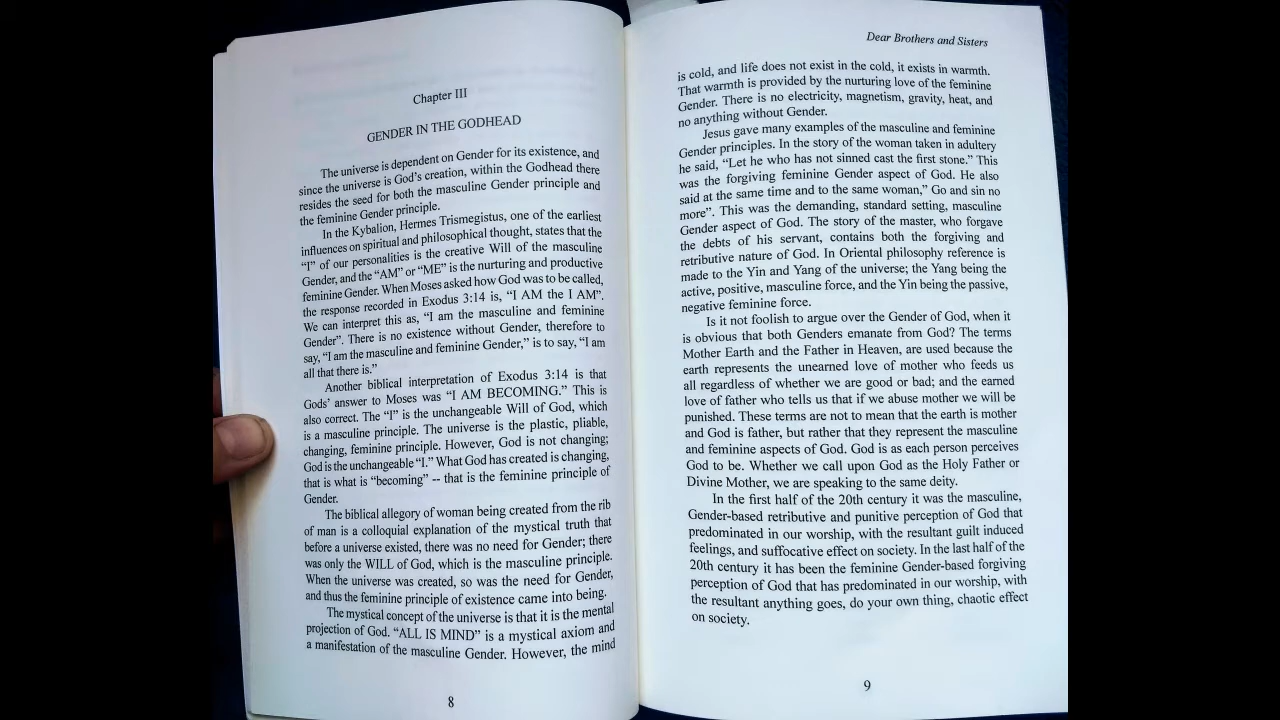 Chapter III
GENDER IN THE GODHEAD
The universe is dependent on Gender for its existence, and
since the universe is God's creation, within the Godhead there
resides the seed for both the masculine Gender principle and
the feminine Gender principle.
In the Kybalion, Hermes Trismegistus, one of the earliest
influences on spiritual and philosophical thought, states that the
“I” of our personalities is the creative Will of the masculine
Gender, and the “AM” or “ME” is the nurturing and productive
feminine Gender. When Moses asked how God was to be called,
the response recorded in Exodus 3:14 is, “I AM the I AM”.
We can interpret this as, “I am the masculine and feminine
Gender”. There is no existence without Gender, therefore to
say, “I am the masculine and feminine Gender,” is to say, “I am
all that there is.”
Another biblical interpretation of Exodus 3:14 is that
Gods' answer to Moses was “I AM BECOMING.” This is
also correct. The “I” is the unchangeable Will of God, which
is a masculine principle. The universe is the plastic, pliable,
changing, feminine principle. However, God is not changing;
God is the unchangeable “I.” What God has created is changing,
that is what is “becoming” -- that is the feminine principle of
Gender.
The biblical allegory of woman being created from the rib
of man is a colloquial explanation of the mystical truth that
before a universe existed, there was no need for Gender; there
was only the WILL of God, which is the masculine principle.
When the universe was created, so was the need for Gender,
and thus the feminine principle of existence came into being.
The mystical concept of the universe is that it is the mental
projection of God. “ALL IS MIND” is a mystical axiom and
a manifestation of the masculine Gender. However, the mind
8
Dear Brothers and Sisters
is cold, and life does not exist in the cold, it exists in warmth.
That warmth is provided by the nurturing love of the feminine
Gender. There is no electricity, magnetism, gravity, heat, and
no anything without Gender.
Jesus gave many examples of the masculine and feminine
Gender principles. In the story of the woman taken in adultery
he said, “Let he who has not sinned cast the first stone.” This
was the forgiving feminine Gender aspect of God. He also
said at the same time and to the same woman,” Go and sin no
more”. This was the demanding, standard setting, masculine
Gender aspect of God. The story of the master, who forgave
the debts of his servant, contains both the forgiving and
retributive nature of God. In Oriental philosophy reference is
made to the Yin and Yang of the universe; the Yang being the
active, positive, masculine force, and the Yin being the passive,
negative feminine force.
Is it not foolish to argue over the Gender of God, when it
is obvious that both Genders emanate from God? The terms
Mother Earth and the Father in Heaven, are used because the
earth represents the unearned love of mother who feeds us
all regardless of whether we are good or bad; and the earned
love of father who tells us that if we abuse mother we will be
punished. These terms are not to mean that the earth is mother
and God is father, but rather that they represent the masculine
and feminine aspects of God. God is as each person perceives
God to be. Whether we call upon God as the Holy Father or
Divine Mother, we are speaking to the same deity.
In the first half of the 20th century it was the masculine,
Gender-based retributive and punitive perception of God that
predominated in our worship, with the resultant guilt induced
feelings, and suffocative effect on society. In the last half of the
20th century it has been the feminine Gender-based forgiving
perception of God that has predominated in our worship, with
the resultant anything goes, do your own thing, chaotic effect
on society.
9